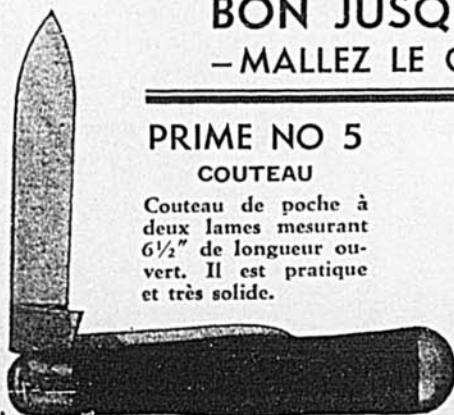 BON JUSQ
–MALLEZ LE
PRIME NO 5
COUTEAU
Couteau de poche à
deux lames mesurant
6½" de longueur ou-
vert. Il est pratique
et très solide.